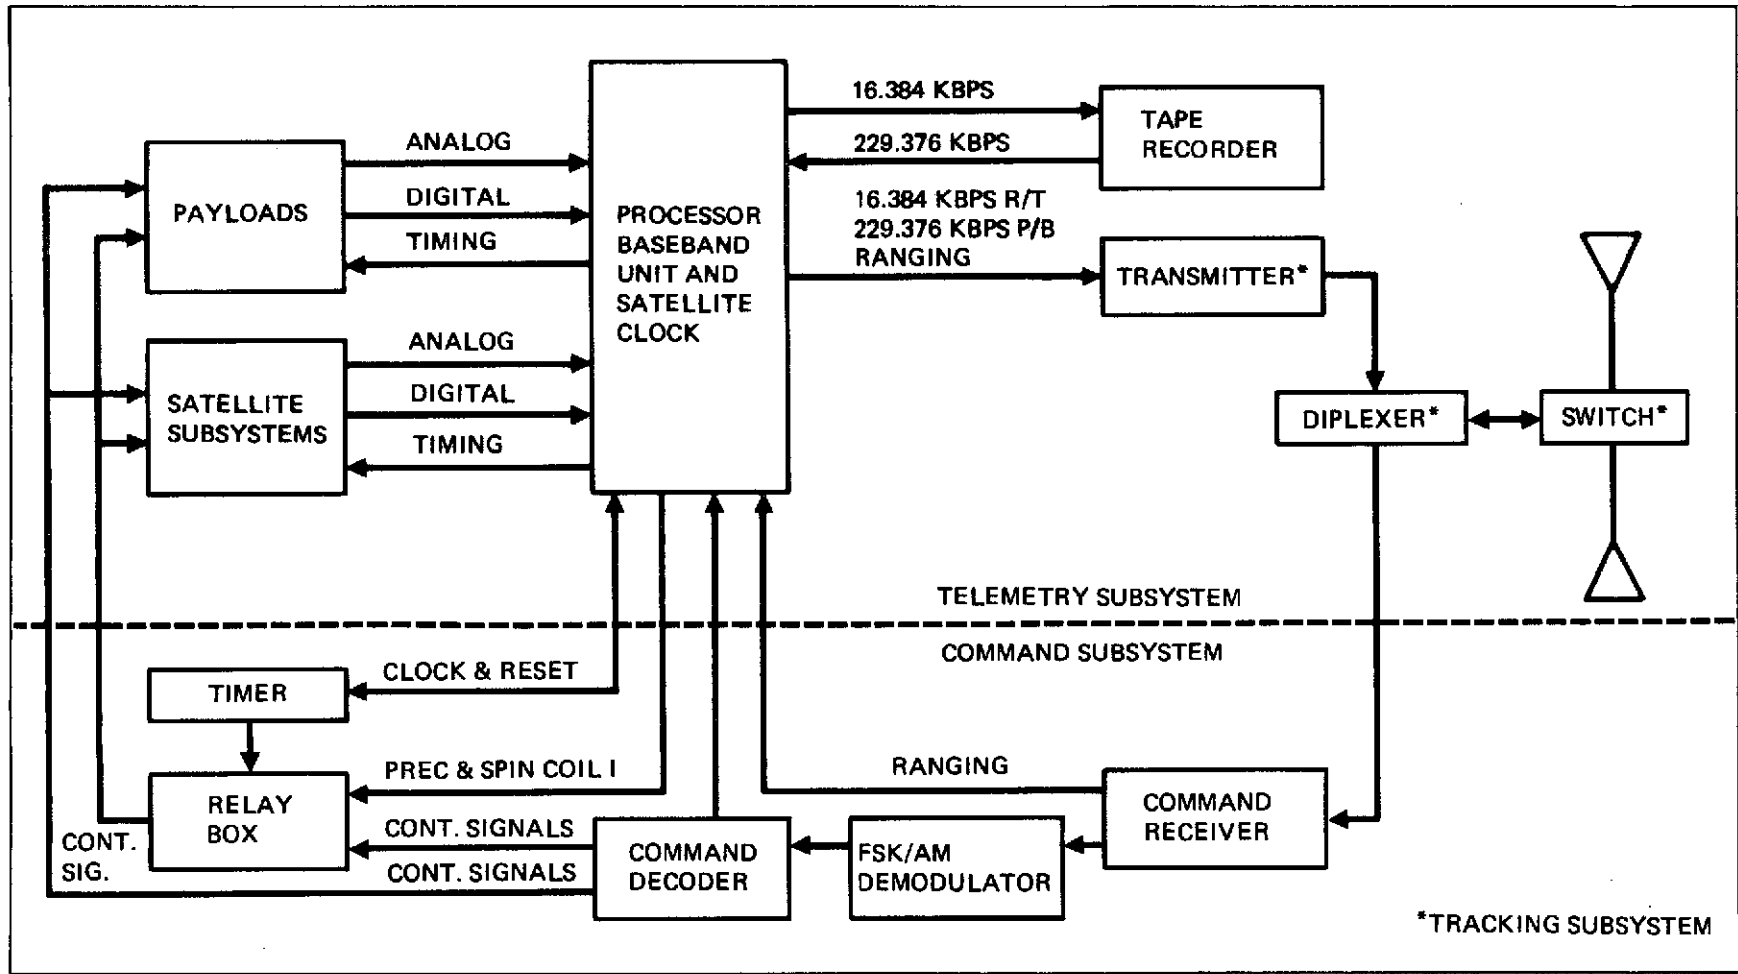 16.384 KBPS
TAPE
RECORDER
229.376 KBPS
ANALOG
PAYLOADS
DIGITAL
TIMING
PROCESSOR
BASEBAND
UNIT AND
SATELLITE
CLOCK
16.384 KBPS R/T
229.376 KBPS P/B
RANGING
TRANSMITTER*
ANALOG
SATELLITE
SUBSYSTEMS
DIGITAL
TIMING
DIPLEXER*
SWITCH*
TELEMETRY SUBSYSTEM
COMMAND SUBSYSTEM
TIMER
CLOCK & RESET
PREC & SPIN COIL I
RANGING
RELAY
BOX
COMMAND
RECEIVER
CONT.
SIG.
CONT. SIGNALS
CONT. SIGNALS
COMMAND
DECODER
FSK/AM
DEMODULATOR
*TRACKING SUBSYSTEM